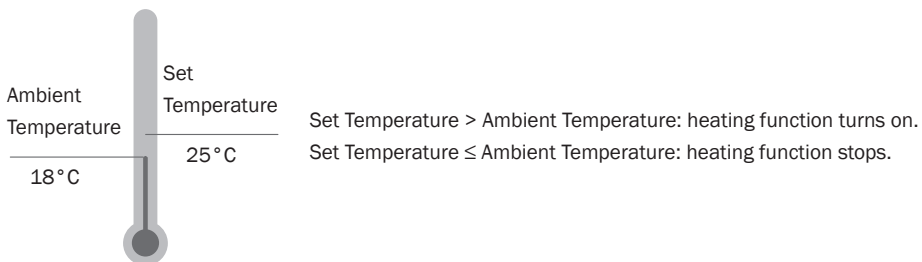 Ambient
Temperature
18°C
Set
Temperature
25°C
Set Temperature > Ambient Temperature: heating function turns on.
Set Temperature ≤ Ambient Temperature: heating function stops.